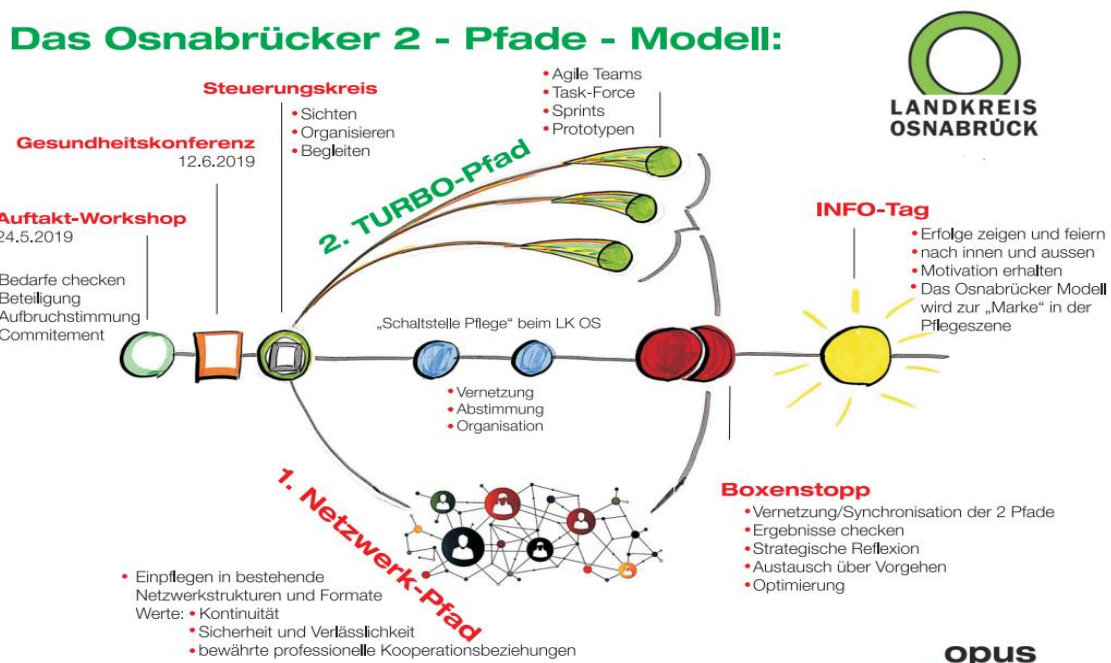 Das Osnabrücker 2 - Pfade - Modell:
LANDKREIS
OSNABRÜCK
Steuerungskreis
• Sichten
• Organisieren
• Begleiten
• Agile Teams
• Task-Force
• Sprints
• Prototypen
Gesundheitskonferenz
12.6.2019
Auftakt-Workshop
24.5.2019
Bedarfe checken
Beteiligung
Aufbruchstimmung
Commitement
2. TURBO-Pfad
INFO-Tag
• Erfolge zeigen und feiern
• nach innen und aussen
• Motivation erhalten
• Das Osnabrücker Modell
wird zur „Marke“ in der
Pflegeszene
„Schaltstelle Pflege“ beim LK OS
• Vernetzung
• Abstimmung
• Organisation
1. Netzwerk-Pfad
Boxenstopp
• Vernetzung/Synchronisation der 2 Pfade
• Ergebnisse checken
• Strategische Reflexion
• Austausch über Vorgehen
• Optimierung
• Einpflegen in bestehende
Netzwerkstrukturen und Formate
Werte: • Kontinuität
• Sicherheit und Verlässlichkeit
• bewährte professionelle Kooperationsbeziehungen
opus